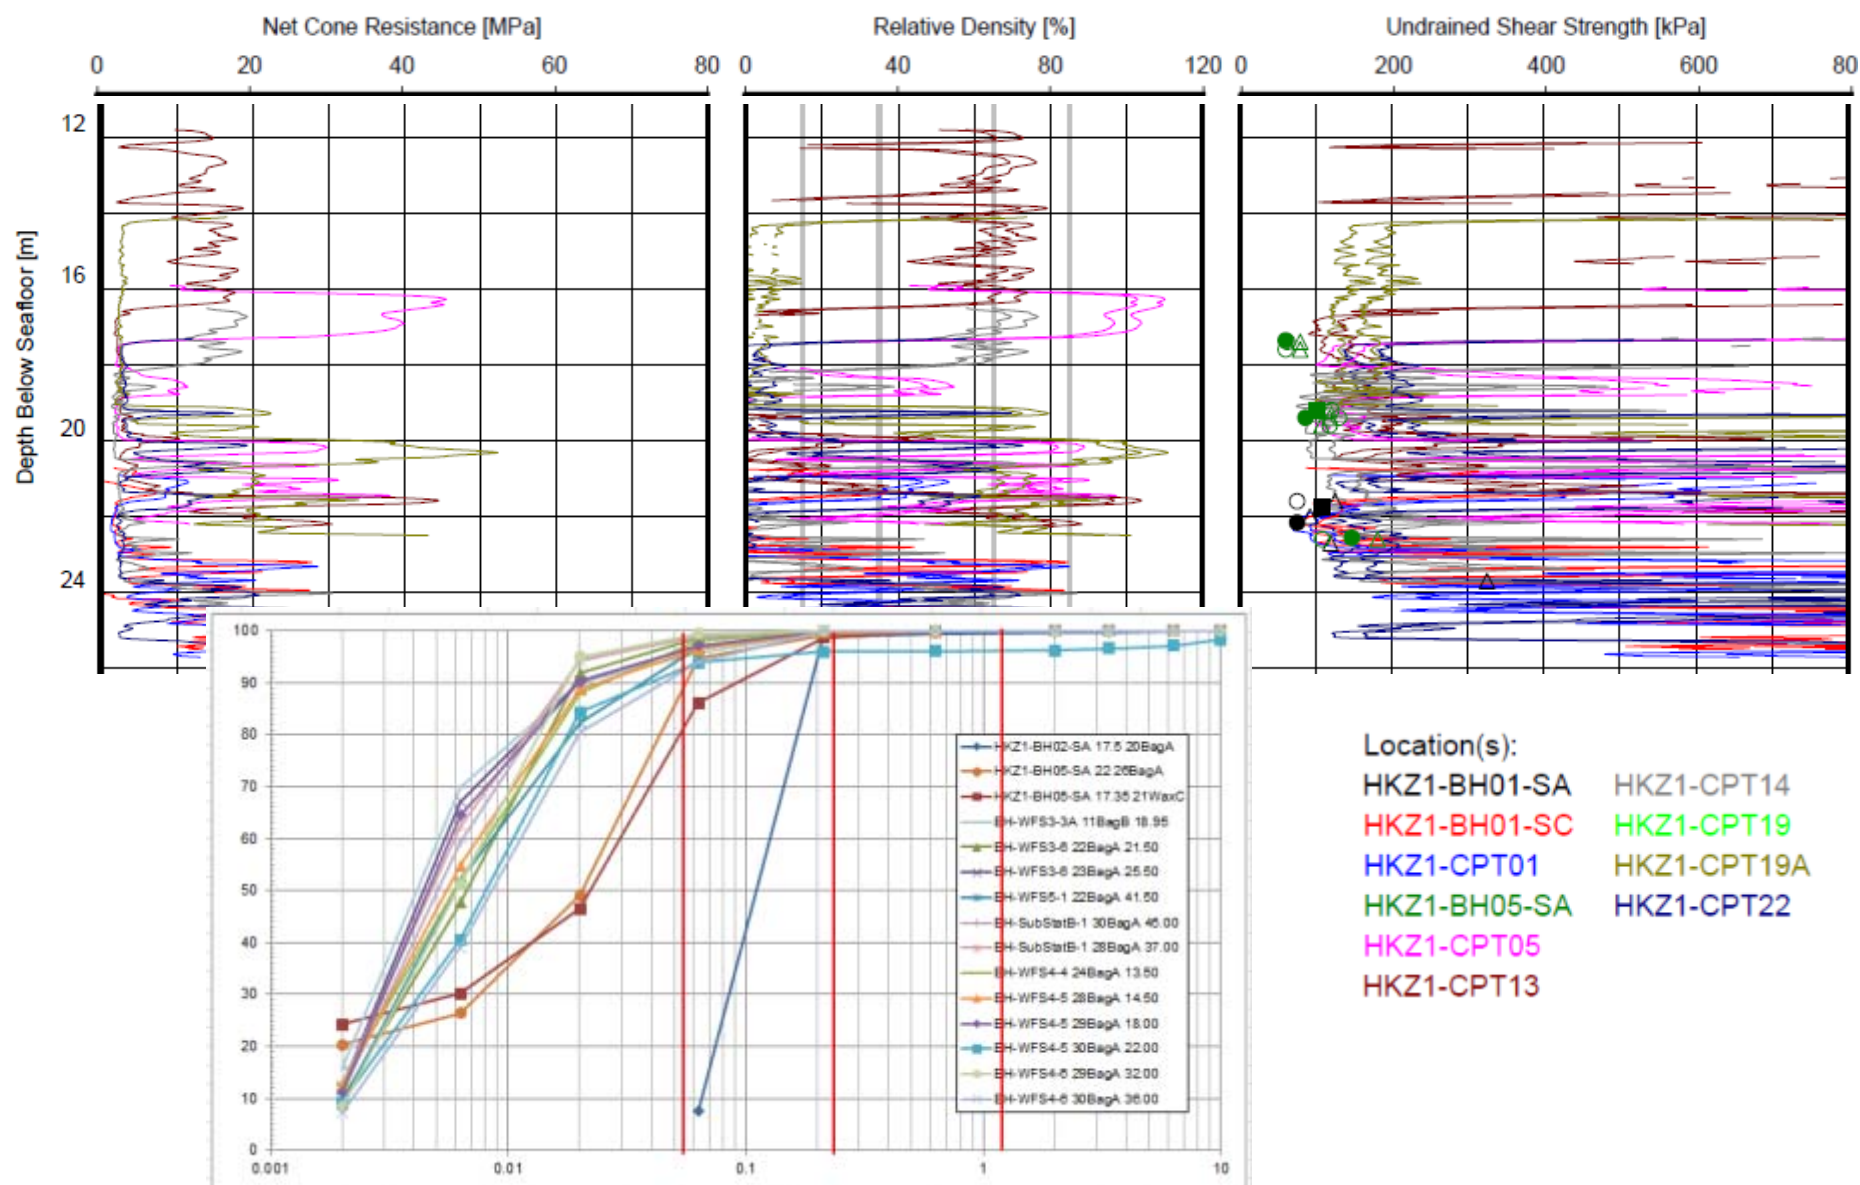 Net Cone Resistance [MPa]
Relative Density [%]
Undrained Shear Strength [kPa]
0 20 40 60 80
0 40 80 120
0 200 400 600 80
Depth Below Seafloor [m]
12
16
20
24
100
90
80
70
60
50
40
30
20
10
0
0.001 0.01 0.1 1 10
HKZ1-BH02-SA 17.5 20BagA
HKZ1-BH05-SA 22 26BagA
HKZ1-BH05-SA 17.35 21WaxC
BH-WFS3-3A 11BagB 18.95
BH-WFS3-6 22BagA 21.50
BH-WFS3-6 23BagA 25.50
BH-WFS5-1 22BagA 41.50
BH-SubStatB-1 30BagA 46.00
BH-SubStatB-1 28BagA 37.00
BH-WFS4-4 24BagA 13.50
BH-WFS4-5 28BagA 14.50
BH-WFS4-5 29BagA 18.00
BH-WFS4-5 30BagA 22.00
BH-WFS4-6 29BagA 32.00
BH-WFS4-6 30BagA 36.00
Location(s):
HKZ1-BH01-SA HKZ1-CPT14
HKZ1-BH01-SC HKZ1-CPT19
HKZ1-CPT01 HKZ1-CPT19A
HKZ1-BH05-SA HKZ1-CPT22
HKZ1-CPT05
HKZ1-CPT13